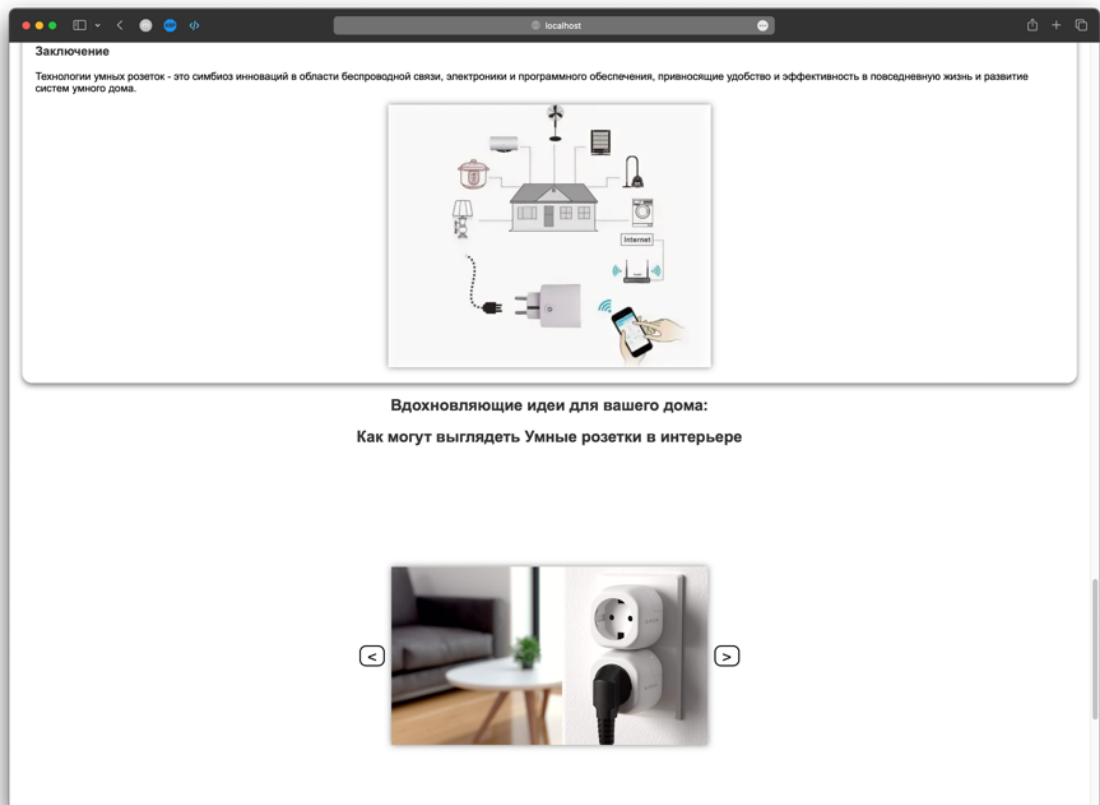 localhost
Заключение
Технологии умных розеток - это симбиоз инноваций в области беспроводной связи, электроники и программного обеспечения, привносящие удобство и эффективность в повседневную жизнь и развитие
систем умного дома.
Internet
Вдохновляющие идеи для вашего дома:
Как могут выглядеть Умные розетки в интерьере
< >